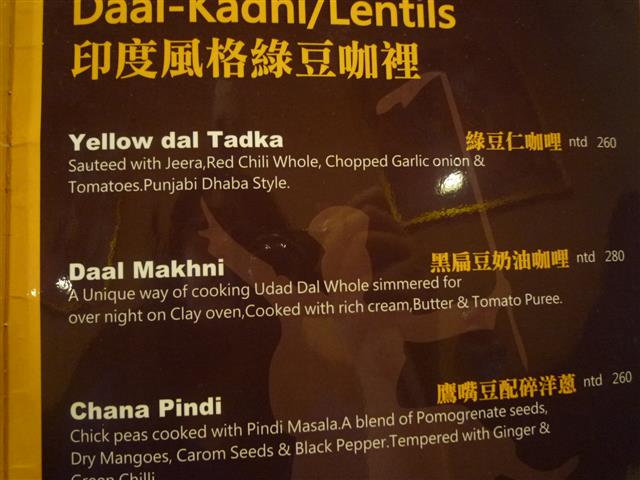 Daal-Kadhi/Lentils
印度風格綠豆咖裡
Yellow dal Tadka 綠豆仁咖哩 ntd 260
Sauteed with Jeera,Red Chili Whole, Chopped Garlic onion &
Tomatoes.Punjabi Dhaba Style.
Daal Makhni 黑扁豆奶油咖哩 ntd 280
A Unique way of cooking Udad Dal Whole simmered for
over night on Clay oven,Cooked with rich cream,Butter & Tomato Puree.
Chana Pindi 鷹嘴豆配碎洋蔥 ntd 260
Chick peas cooked with Pindi Masala.A blend of Pomogrenate seeds,
Dry Mangoes, Carom Seeds & Black Pepper.Tempered with Ginger &
Green Chilli